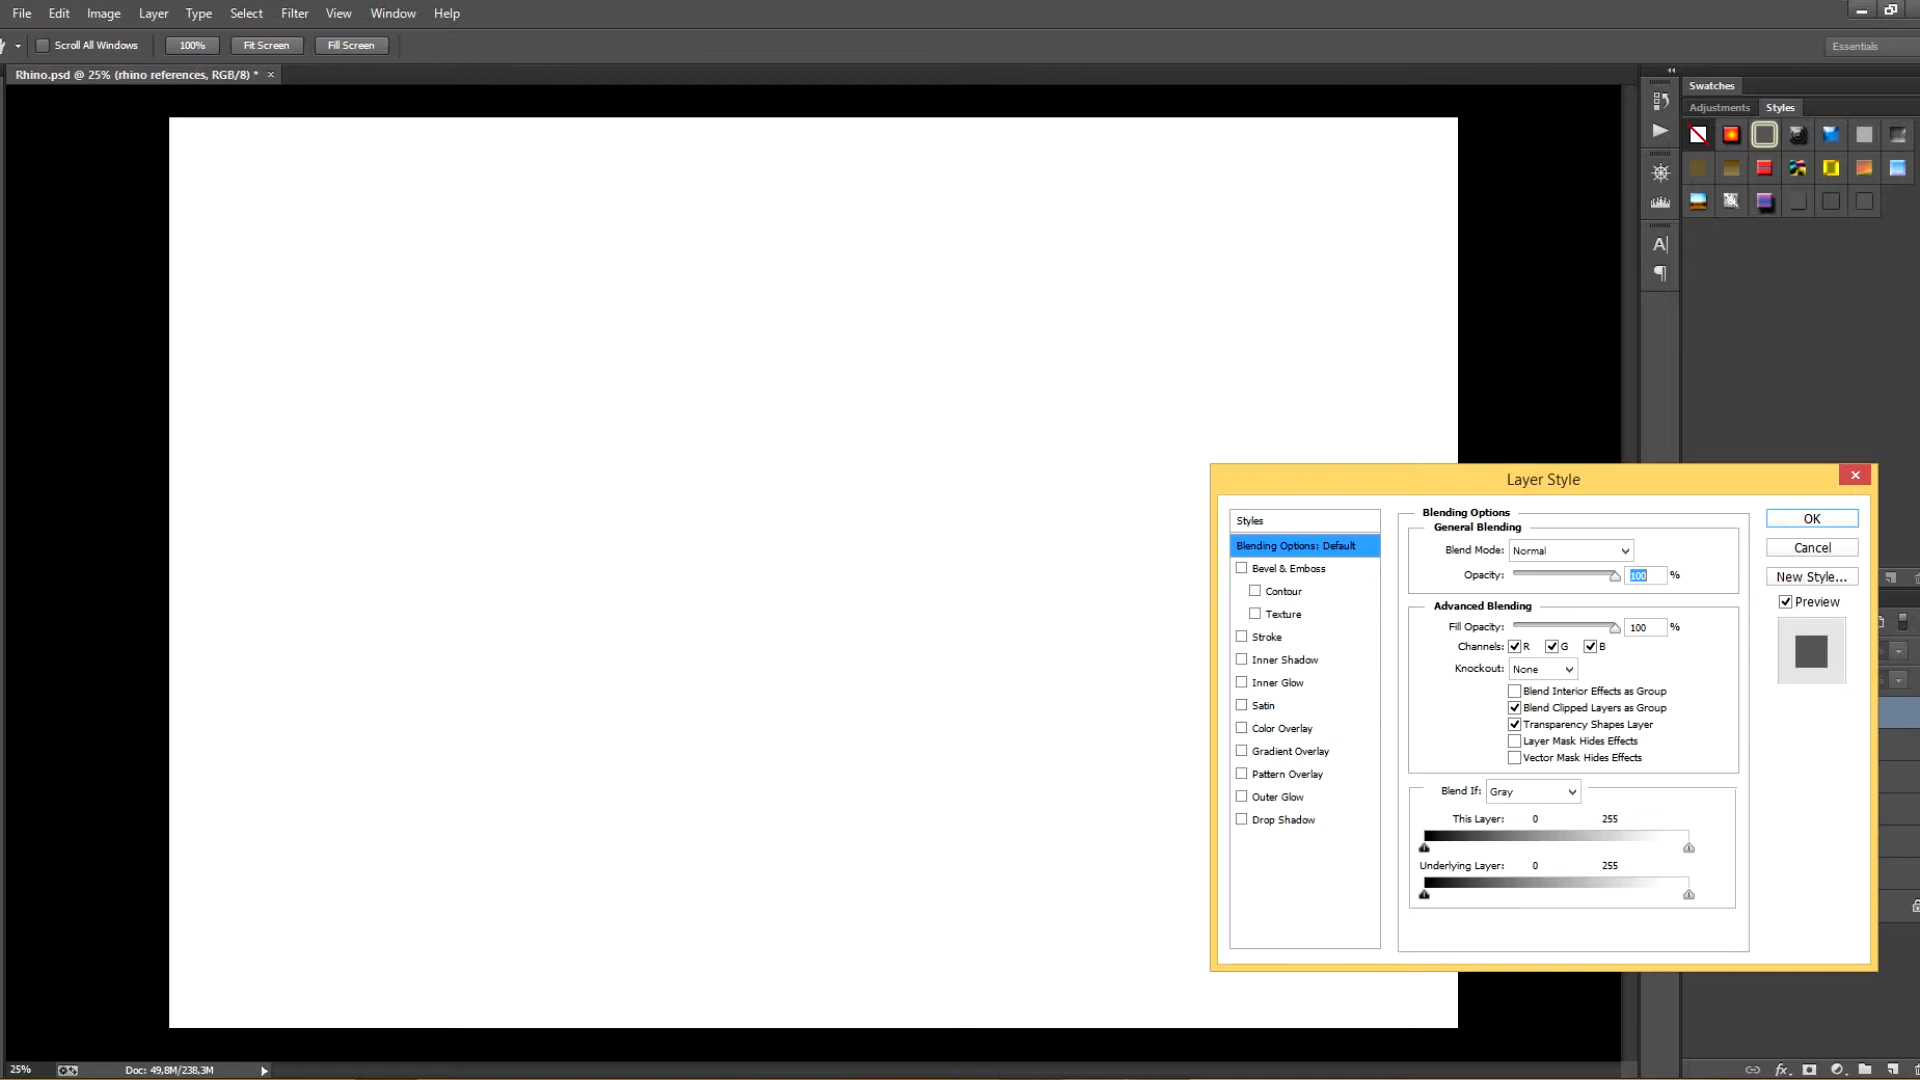 File Edit Image Layer Type Select Filter View Window Help
Scroll All Windows 100% Fit Screen Fill Screen Essentials
Rhino.psd @ 25% (rhino references, RGB/8) * ×
Swatches
Adjustments Styles
Layer Style
Styles
Blending Options: Default
Bevel & Emboss
Contour
Texture
Stroke
Inner Shadow
Inner Glow
Satin
Color Overlay
Gradient Overlay
Pattern Overlay
Outer Glow
Drop Shadow
Blending Options
General Blending
Blend Mode: Normal
Opacity: 100 %
Advanced Blending
Fill Opacity: 100 %
Channels: R G B
Knockout: None
Blend Interior Effects as Group
Blend Clipped Layers as Group
Transparency Shapes Layer
Layer Mask Hides Effects
Vector Mask Hides Effects
Blend If: Gray
This Layer: 0 255
Underlying Layer: 0 255
OK
Cancel
New Style...
Preview
25% Doc: 49,8M/238,3M
fx